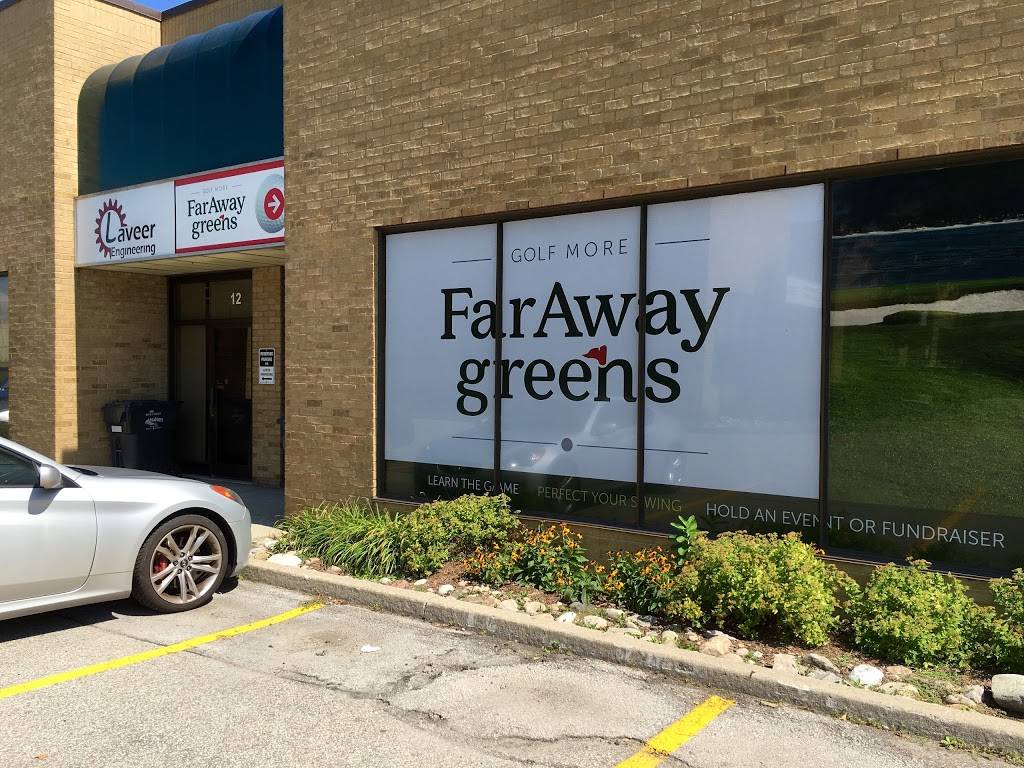 Laveer
Engineering
GOLF MORE
FarAway
greens
12
GOLF MORE
FarAway
greens
LEARN THE GAME
PERFECT YOUR SWING
HOLD AN EVENT OR FUNDRAISER